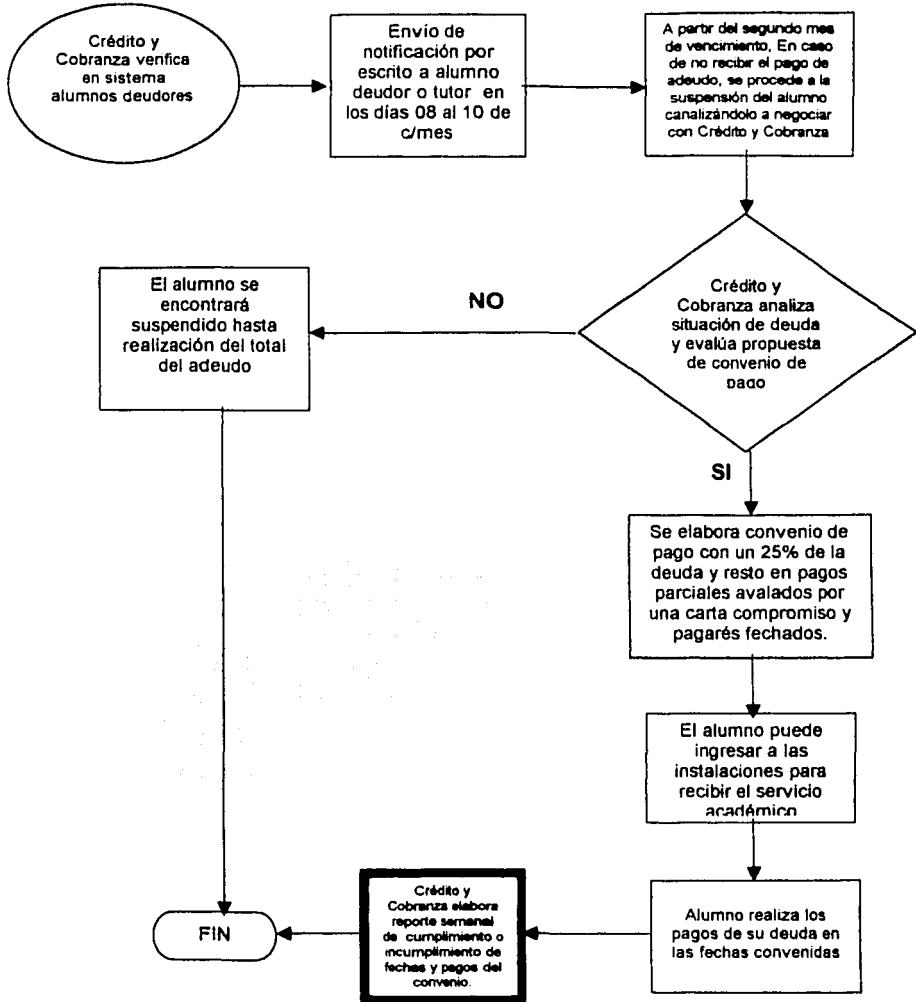 Crédito y
Cobranza verifica
en sistema
alumnos deudores
Envío de
notificación por
escrito a alumno
deudor o tutor en
los días 08 al 10 de
c/mes
A partir del segundo mes
de vencimiento, En caso
de no recibir el pago de
adeudo, se procede a la
suspensión del alumno
canalizándolo a negociar
con Crédito y Cobranza
El alumno se
encontrará
suspendido hasta
realización del total
del adeudo
NO
Crédito y
Cobranza analiza
situación de deuda
y evalúa propuesta
de convenio de
pago
SI
Se elabora convenio de
pago con un 25% de la
deuda y resto en pagos
parciales avalados por
una carta compromiso y
pagarés fechados.
El alumno puede
ingresar a las
instalaciones para
recibir el servicio
académico
FIN
Crédito y
Cobranza elabora
reporte semanal
de cumplimiento o
incumplimiento de
fechas y pagos del
convenio.
Alumno realiza los
pagos de su deuda en
las fechas convenidas